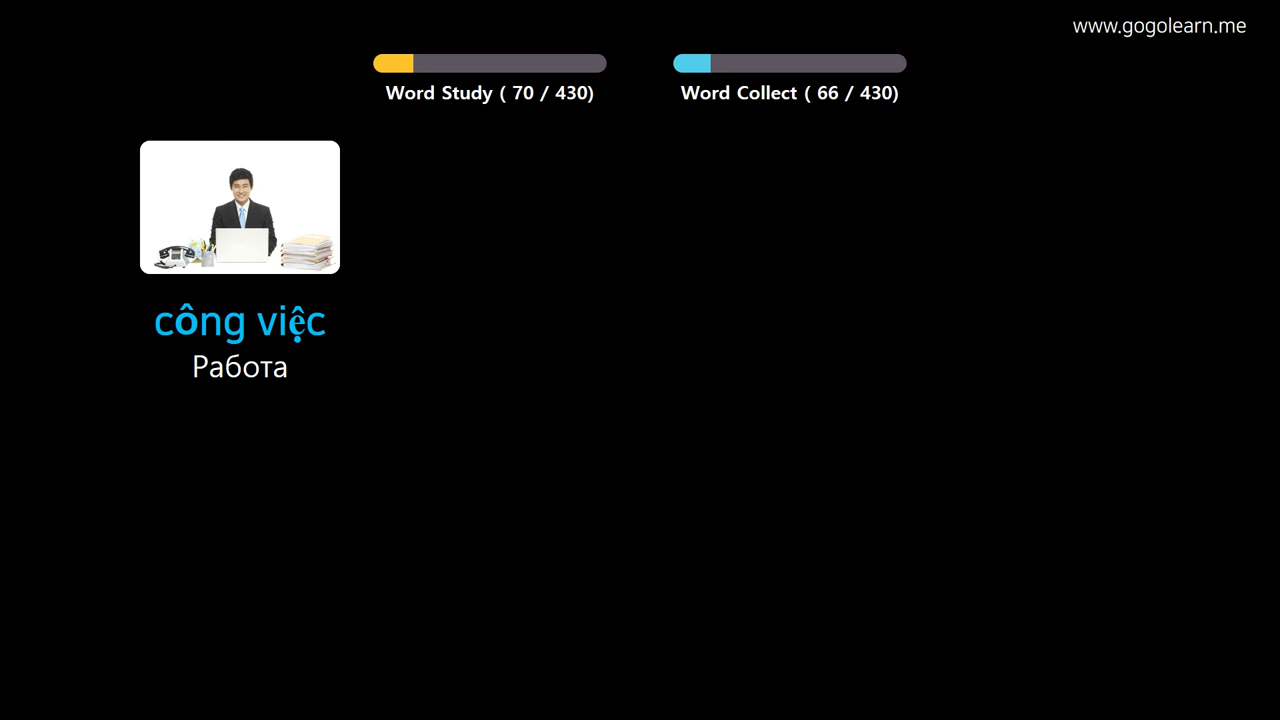 www.gogolearn.me
Word Study ( 70 / 430)
Word Collect ( 66 / 430)
công việc
Работа